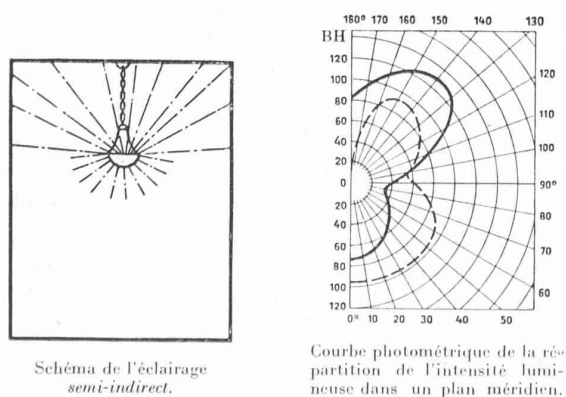 160° 170 160 150 140 130
BH
120
100
80
60
40
20
0
20
40
60
80
100
120
120
110
100
90°
80
70
60
0° 10 20 30 40 50
Schéma de l'éclairage
semi-indirect.
Courbe photométrique de la ré-
partition de l'intensité lumi-
neuse dans un plan méridien.